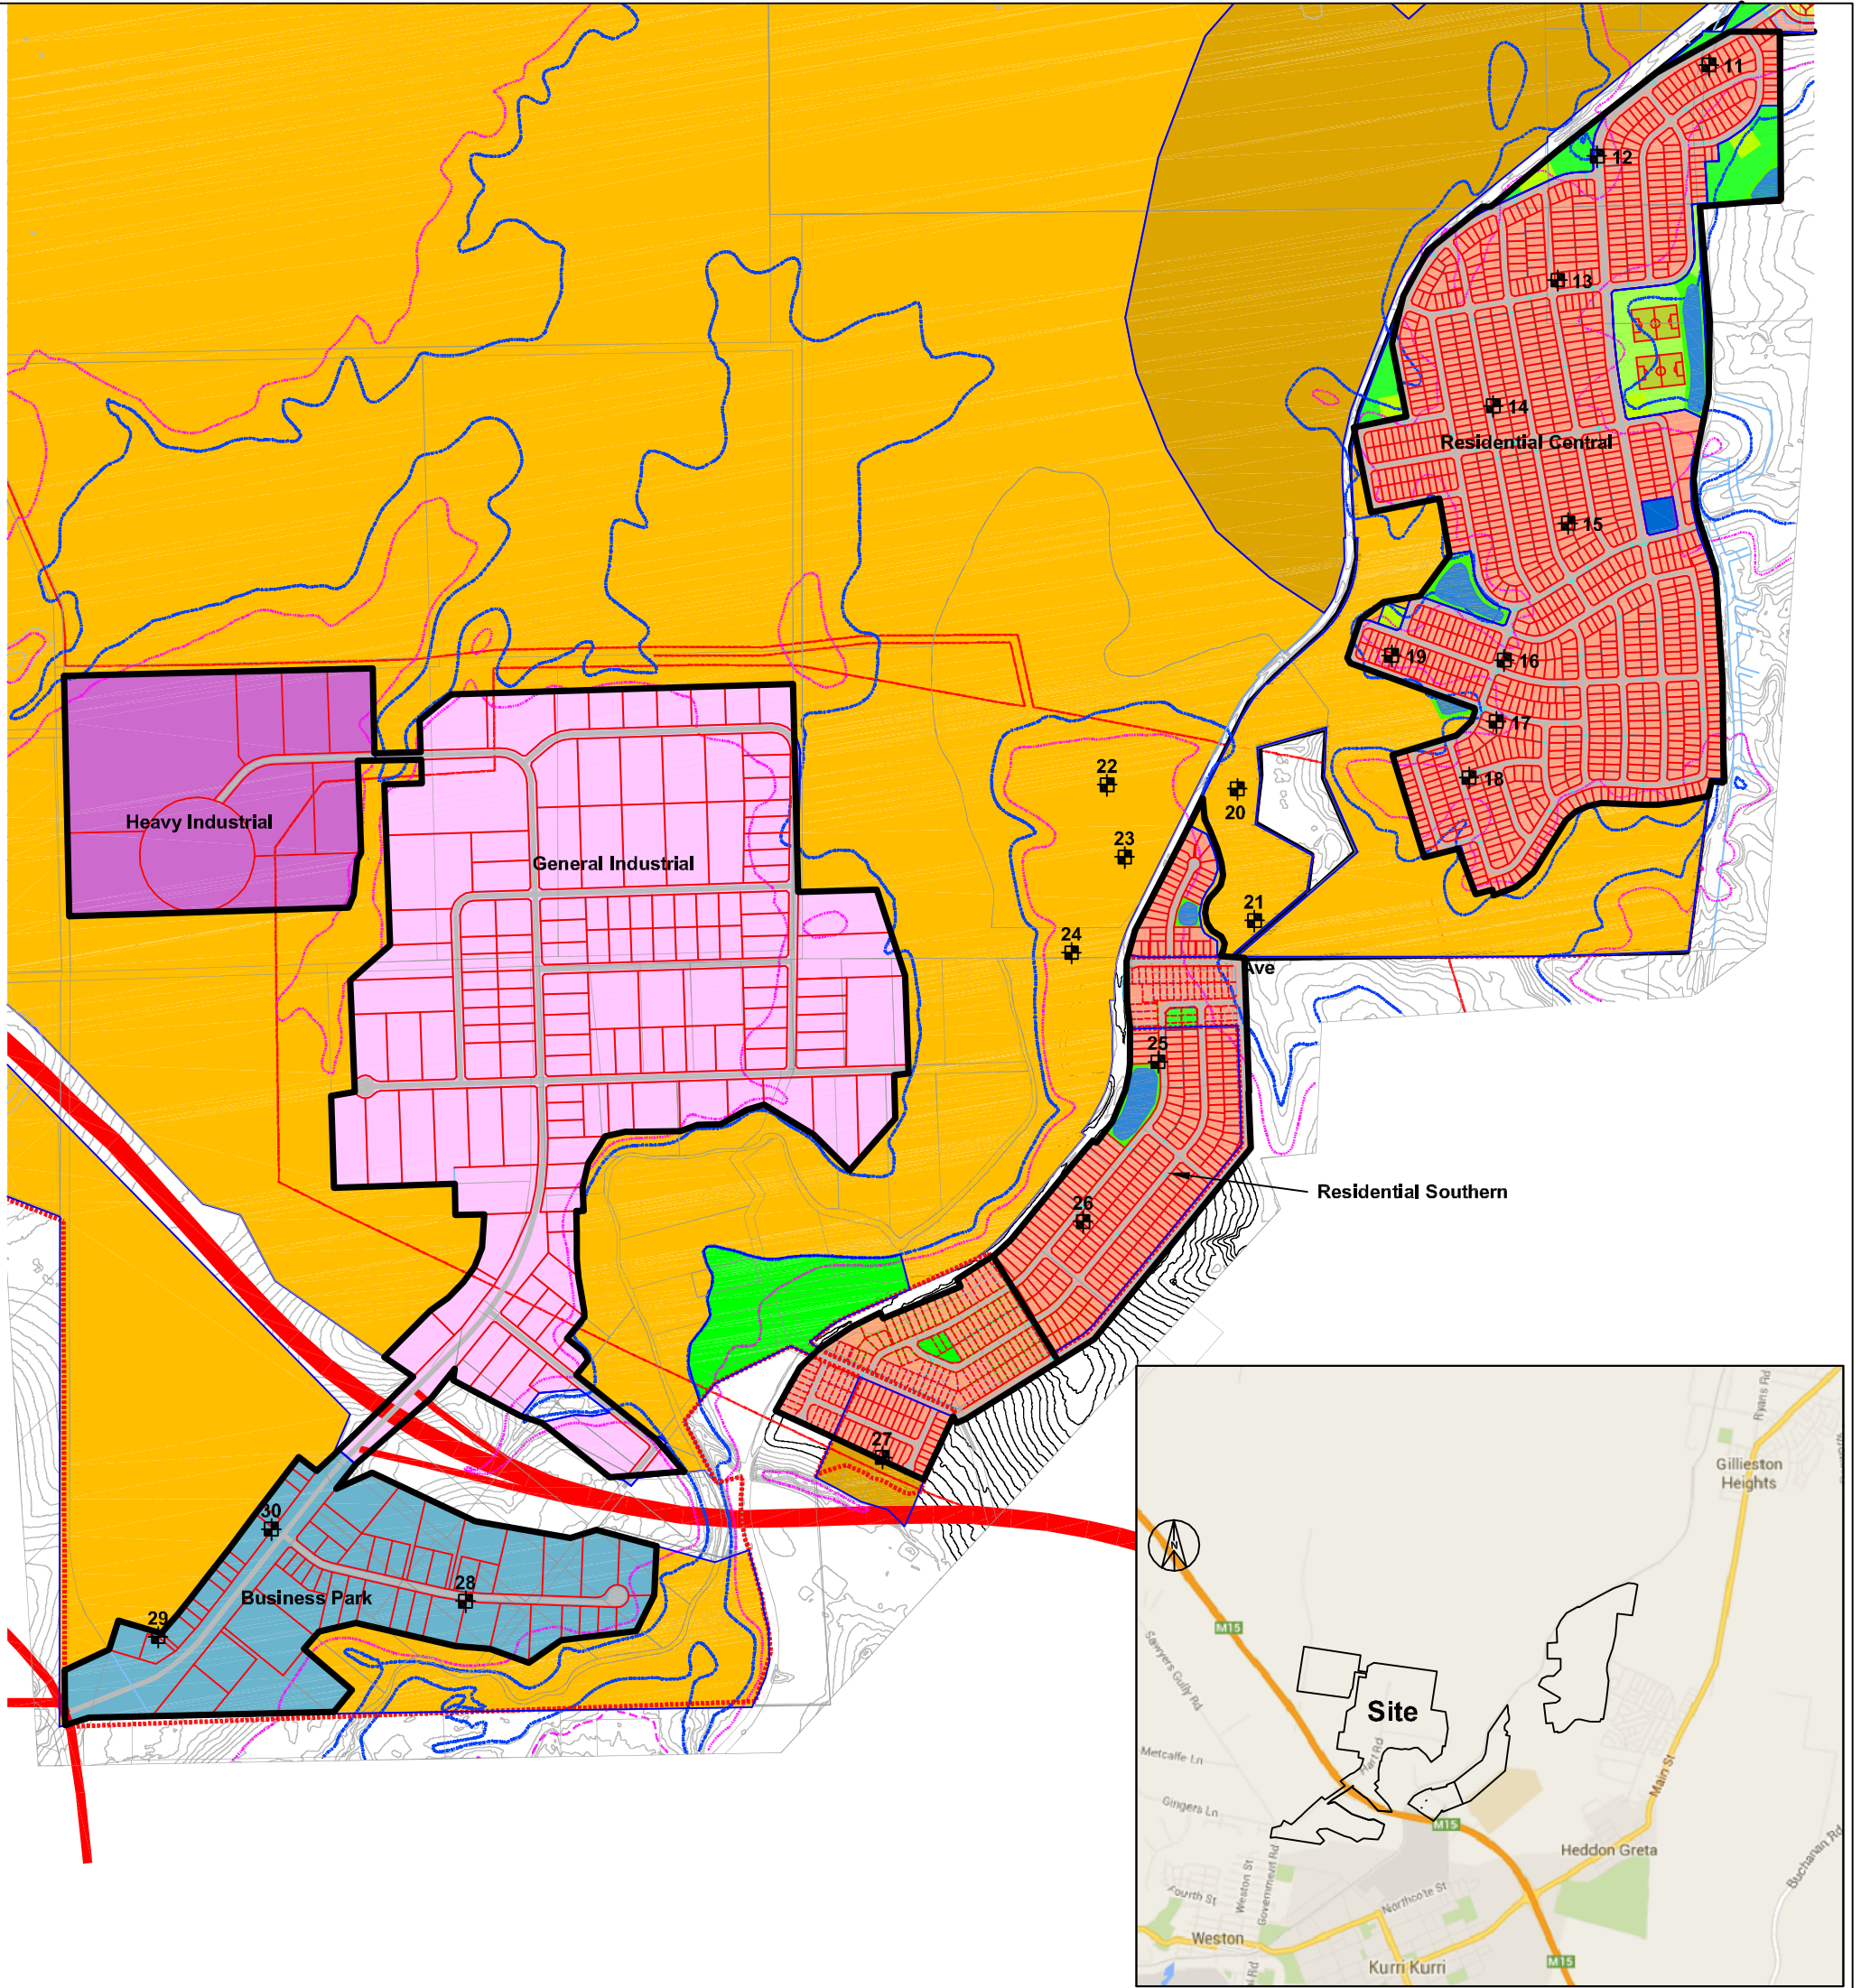 11
12
13
14
Residential Central
15
19
16
17
18
22
20
Heavy Industrial
23
General Industrial
21
24
Ave
25
Residential Southern
26
27
30
28
Business Park
29
Ryans Rd
Gillieston
Heights
N
M15
Sawyers Gully Rd
Site
Hart Rd
Metcalfe Ln
Main St
Gingers Ln
M15
Heddon Greta
Buchanan Rd
Weston St
Government Rd
Fourth St
Northcote St
Weston
Kurri Kurri
M15
Rd